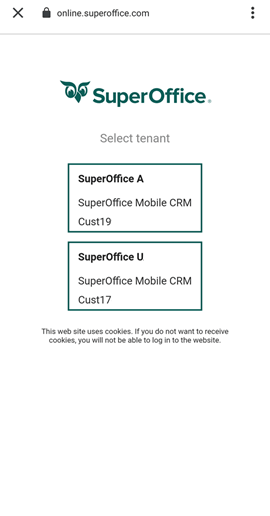 online.superoffice.com
SuperOffice®
Select tenant
SuperOffice A
SuperOffice Mobile CRM
Cust19
SuperOffice U
SuperOffice Mobile CRM
Cust17
This web site uses cookies. If you do not want to receive
cookies, you will not be able to log in to the website.